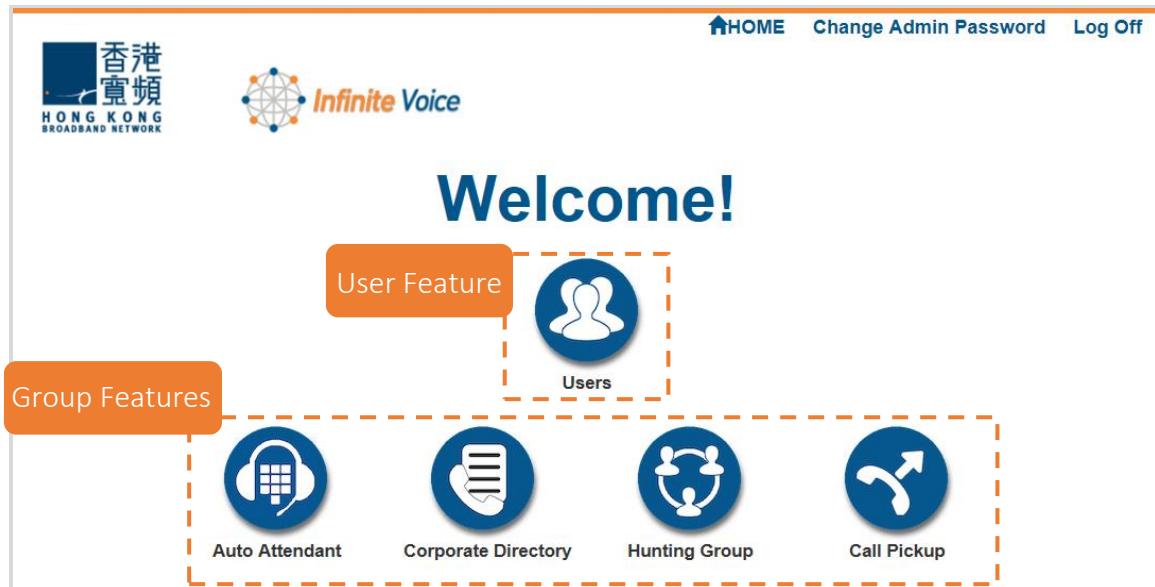 HOME Change Admin Password Log Off
香港
寬頻
HONG KONG
BROADBAND NETWORK
Infinite Voice
Welcome!
User Feature
Users
Group Features
Auto Attendant Corporate Directory Hunting Group Call Pickup